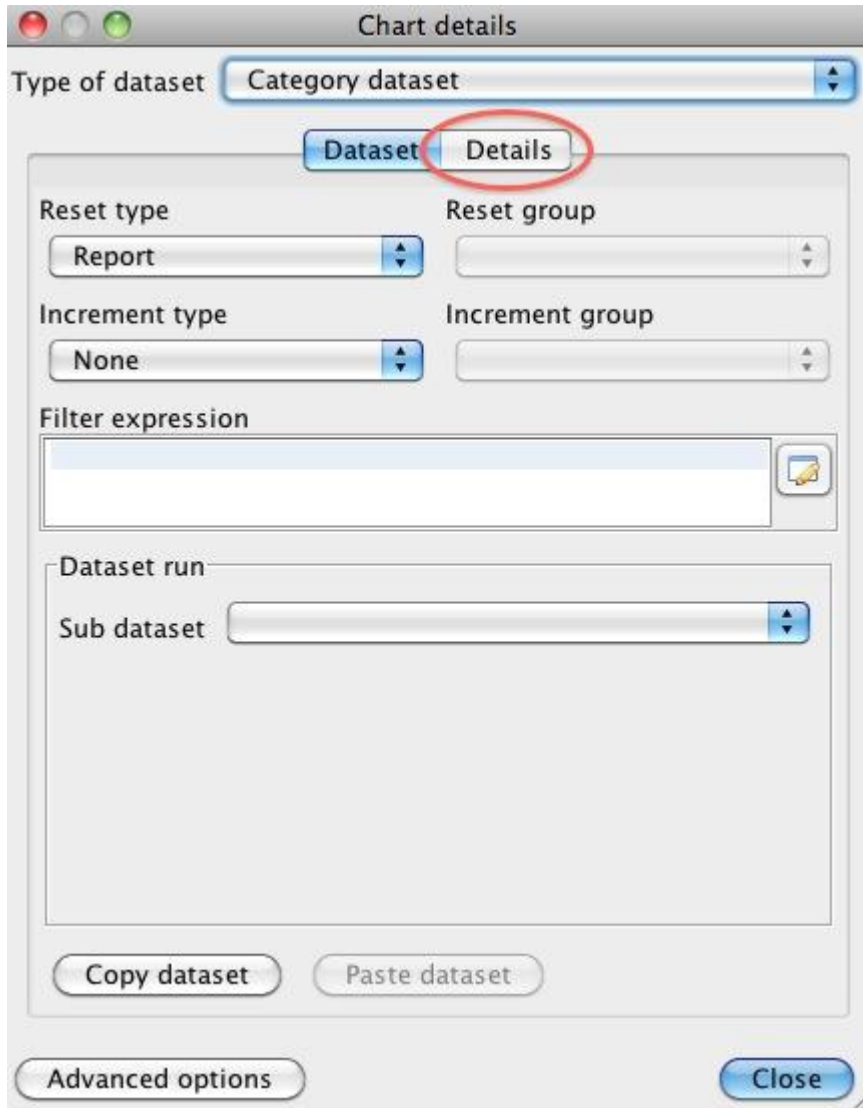 Chart details
Type of dataset Category dataset
Dataset Details
Reset type Reset group
Report
Increment type Increment group
None
Filter expression
Dataset run
Sub dataset
Copy dataset Paste dataset
Advanced options Close